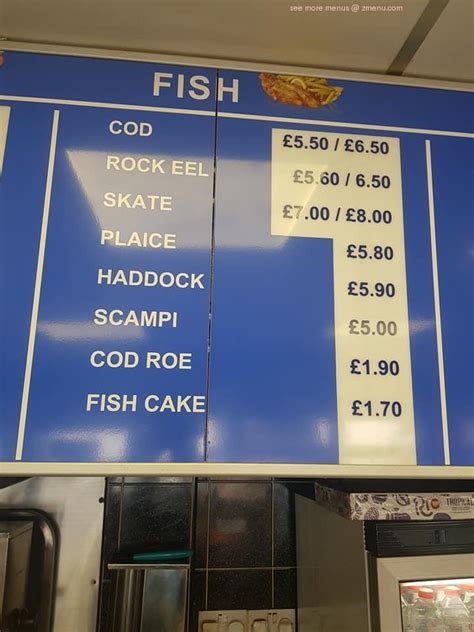 see more menus @ zmenu.com
FISH
COD £5.50 / £6.50
ROCK EEL £5.60 / 6.50
SKATE £7.00 / £8.00
PLAICE £5.80
HADDOCK £5.90
SCAMPI £5.00
COD ROE £1.90
FISH CAKE £1.70
TROPICAL